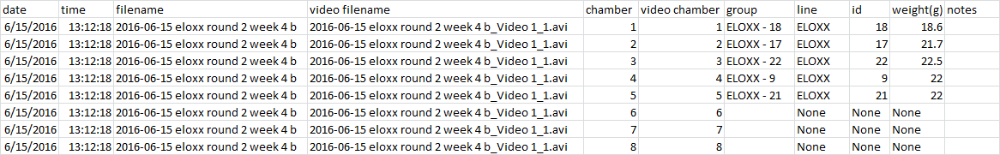 date time filename video filename chamber video chamber group line id weight(g) notes
6/15/2016 13:12:18 2016-06-15 eloxx round 2 week 4 b 2016-06-15 eloxx round 2 week 4 b_Video 1_1.avi 1 1 ELOXX - 18 ELOXX 18 18.6
6/15/2016 13:12:18 2016-06-15 eloxx round 2 week 4 b 2016-06-15 eloxx round 2 week 4 b_Video 1_1.avi 2 2 ELOXX - 17 ELOXX 17 21.7
6/15/2016 13:12:18 2016-06-15 eloxx round 2 week 4 b 2016-06-15 eloxx round 2 week 4 b_Video 1_1.avi 3 3 ELOXX - 22 ELOXX 22 22.5
6/15/2016 13:12:18 2016-06-15 eloxx round 2 week 4 b 2016-06-15 eloxx round 2 week 4 b_Video 1_1.avi 4 4 ELOXX - 9 ELOXX 9 22
6/15/2016 13:12:18 2016-06-15 eloxx round 2 week 4 b 2016-06-15 eloxx round 2 week 4 b_Video 1_1.avi 5 5 ELOXX - 21 ELOXX 21 22
6/15/2016 13:12:18 2016-06-15 eloxx round 2 week 4 b 2016-06-15 eloxx round 2 week 4 b_Video 1_1.avi 6 6 None None None
6/15/2016 13:12:18 2016-06-15 eloxx round 2 week 4 b 2016-06-15 eloxx round 2 week 4 b_Video 1_1.avi 7 7 None None None
6/15/2016 13:12:18 2016-06-15 eloxx round 2 week 4 b 2016-06-15 eloxx round 2 week 4 b_Video 1_1.avi 8 8 None None None